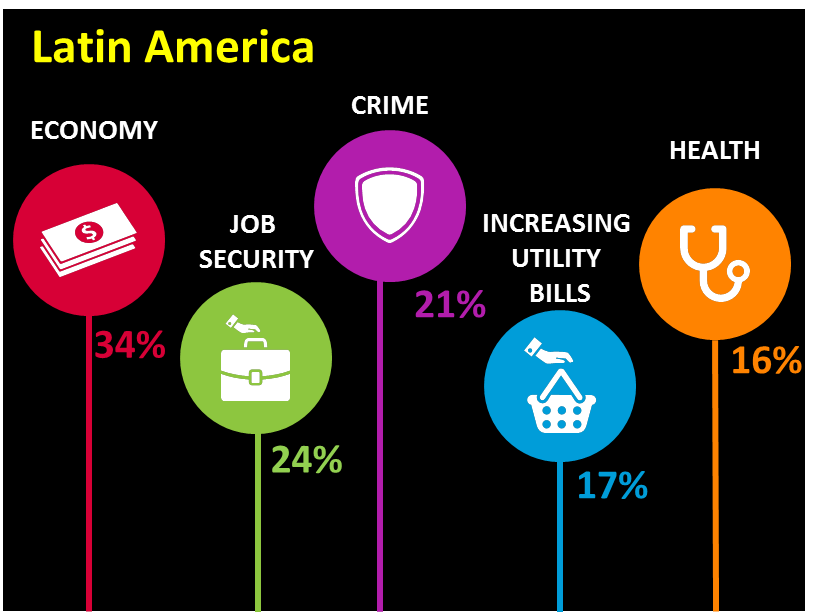 Latin America
ECONOMY
34%
JOB
SECURITY
24%
CRIME
21%
INCREASING
UTILITY
BILLS
17%
HEALTH
16%
$